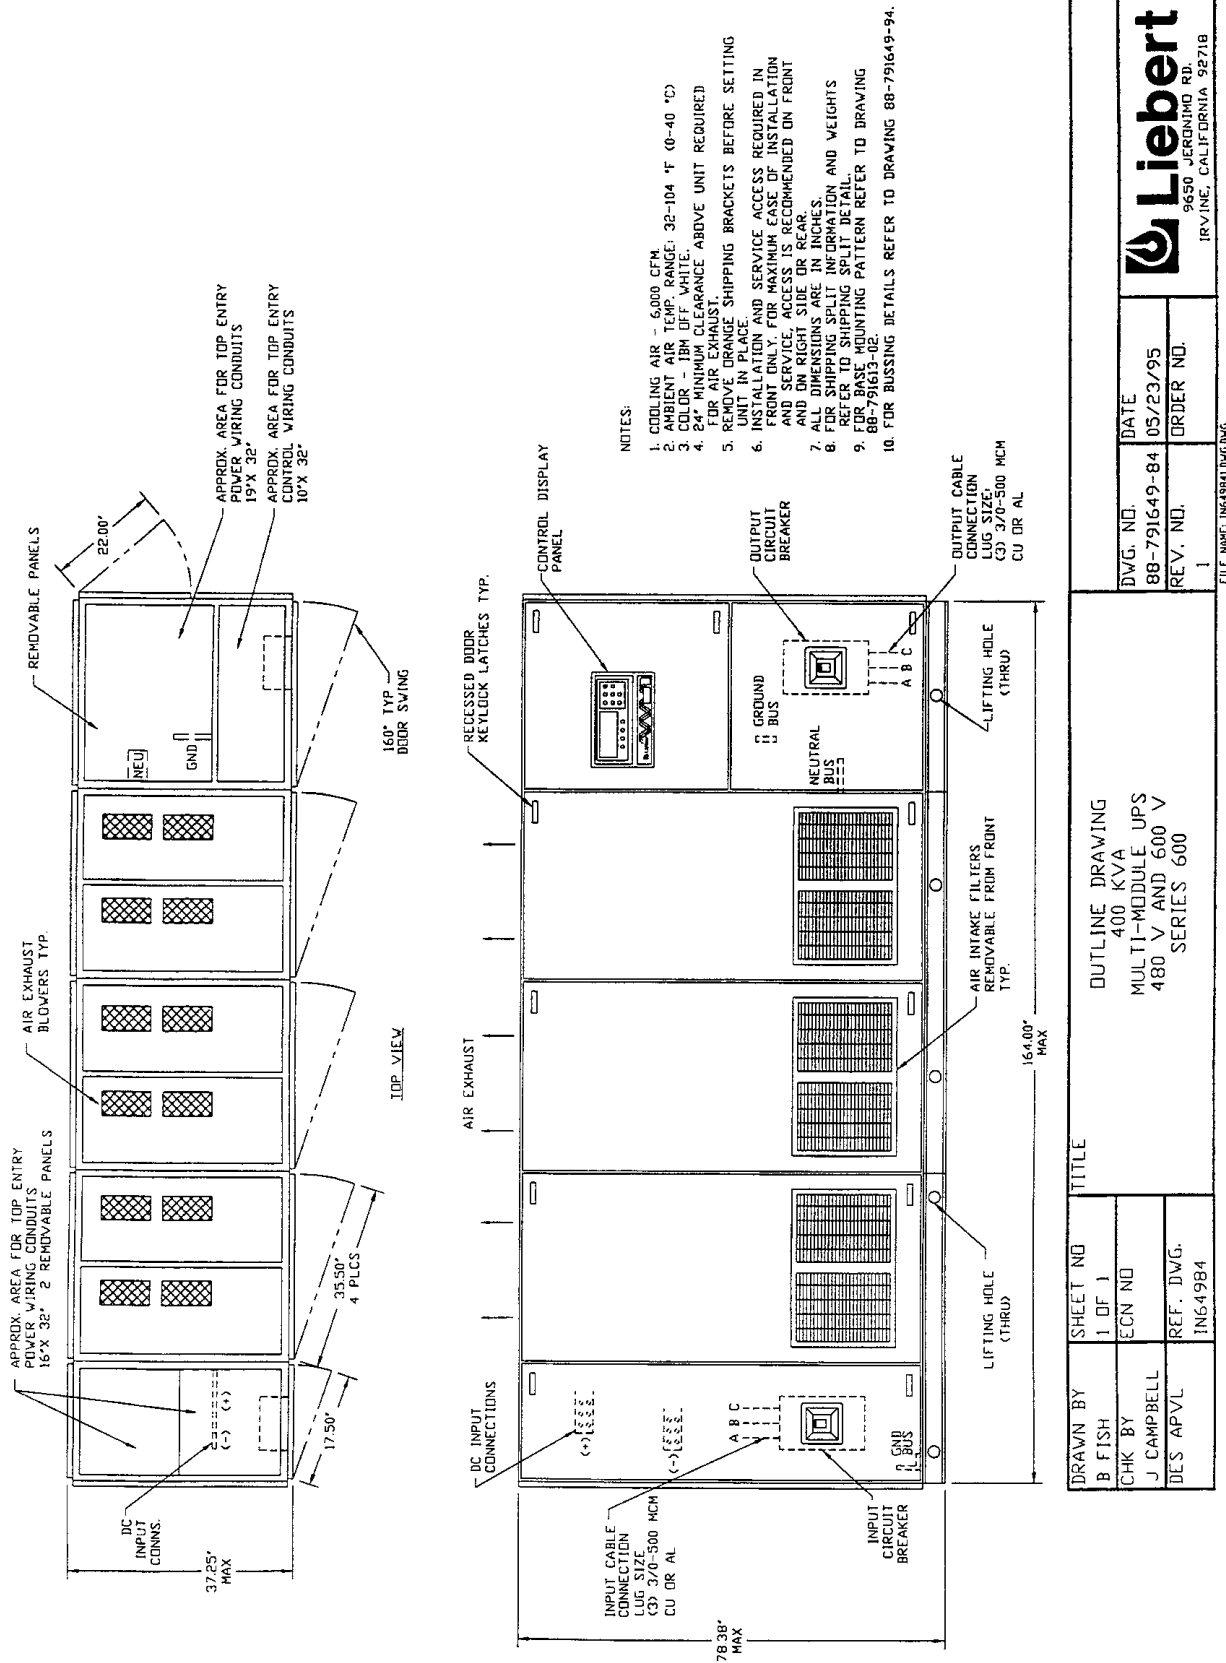 APPROX. AREA FOR TOP ENTRY
POWER WIRING CONDUITS
16"X 32" 2 REMOVABLE PANELS
AIR EXHAUST
BLOWERS TYP.
REMOVABLE PANELS
22.00"
APPROX. AREA FOR TOP ENTRY
POWER WIRING CONDUITS
19"X 32"
APPROX. AREA FOR TOP ENTRY
CONTROL WIRING CONDUITS
10"X 32"
DC
INPUT
CONNS.
(-) (+)
NEU
GND
37.25"
MAX
17.50"
35.50"
4 PLCS
160° TYP
DOOR SWING
TOP VIEW
DC INPUT
CONNECTIONS
AIR EXHAUST
RECESSED DOOR
KEYLOCK LATCHES TYP.
CONTROL DISPLAY
PANEL
(+)
(-)
A B C
GND
BUS
INPUT CABLE
CONNECTION
LUG SIZE
(3) 3/0-500 MCM
CU OR AL
INPUT
CIRCUIT
BREAKER
78.38"
MAX
GROUND
BUS
NEUTRAL
BUS
A B C
OUTPUT
CIRCUIT
BREAKER
OUTPUT CABLE
CONNECTION
LUG SIZE:
(3) 3/0-500 MCM
CU OR AL
LIFTING HOLE
(THRU)
AIR INTAKE FILTERS
REMOVABLE FROM FRONT
TYP.
LIFTING HOLE
(THRU)
164.00"
MAX
NOTES:
1. COOLING AIR - 6,000 CFM.
2. AMBIENT AIR TEMP. RANGE: 32-104 °F (0-40 °C)
3. COLOR - IBM OFF WHITE.
4. 24" MINIMUM CLEARANCE ABOVE UNIT REQUIRED
FOR AIR EXHAUST.
5. REMOVE ORANGE SHIPPING BRACKETS BEFORE SETTING
UNIT IN PLACE.
6. INSTALLATION AND SERVICE ACCESS REQUIRED IN
FRONT ONLY. FOR MAXIMUM EASE OF INSTALLATION
AND SERVICE, ACCESS IS RECOMMENDED ON FRONT
AND ON RIGHT SIDE OR REAR.
7. ALL DIMENSIONS ARE IN INCHES.
8. FOR SHIPPING SPLIT INFORMATION AND WEIGHTS
REFER TO SHIPPING SPLIT DETAIL.
9. FOR BASE MOUNTING PATTERN REFER TO DRAWING
88-791613-02.
10. FOR BUSSING DETAILS REFER TO DRAWING 88-791649-94.
DRAWN BY
B FISH
CHK BY
J CAMPBELL
DES APVL
SHEET NO
1 OF 1
ECN NO
REF. DWG.
IN64984
TITLE
OUTLINE DRAWING
400 KVA
MULTI-MODULE UPS
480 V AND 600 V
SERIES 600
DWG. NO.
88-791649-84
REV. NO.
1
DATE
05/23/95
ORDER NO.
Liebert
9650 JERONIMO RD.
IRVINE, CALIFORNIA 92718